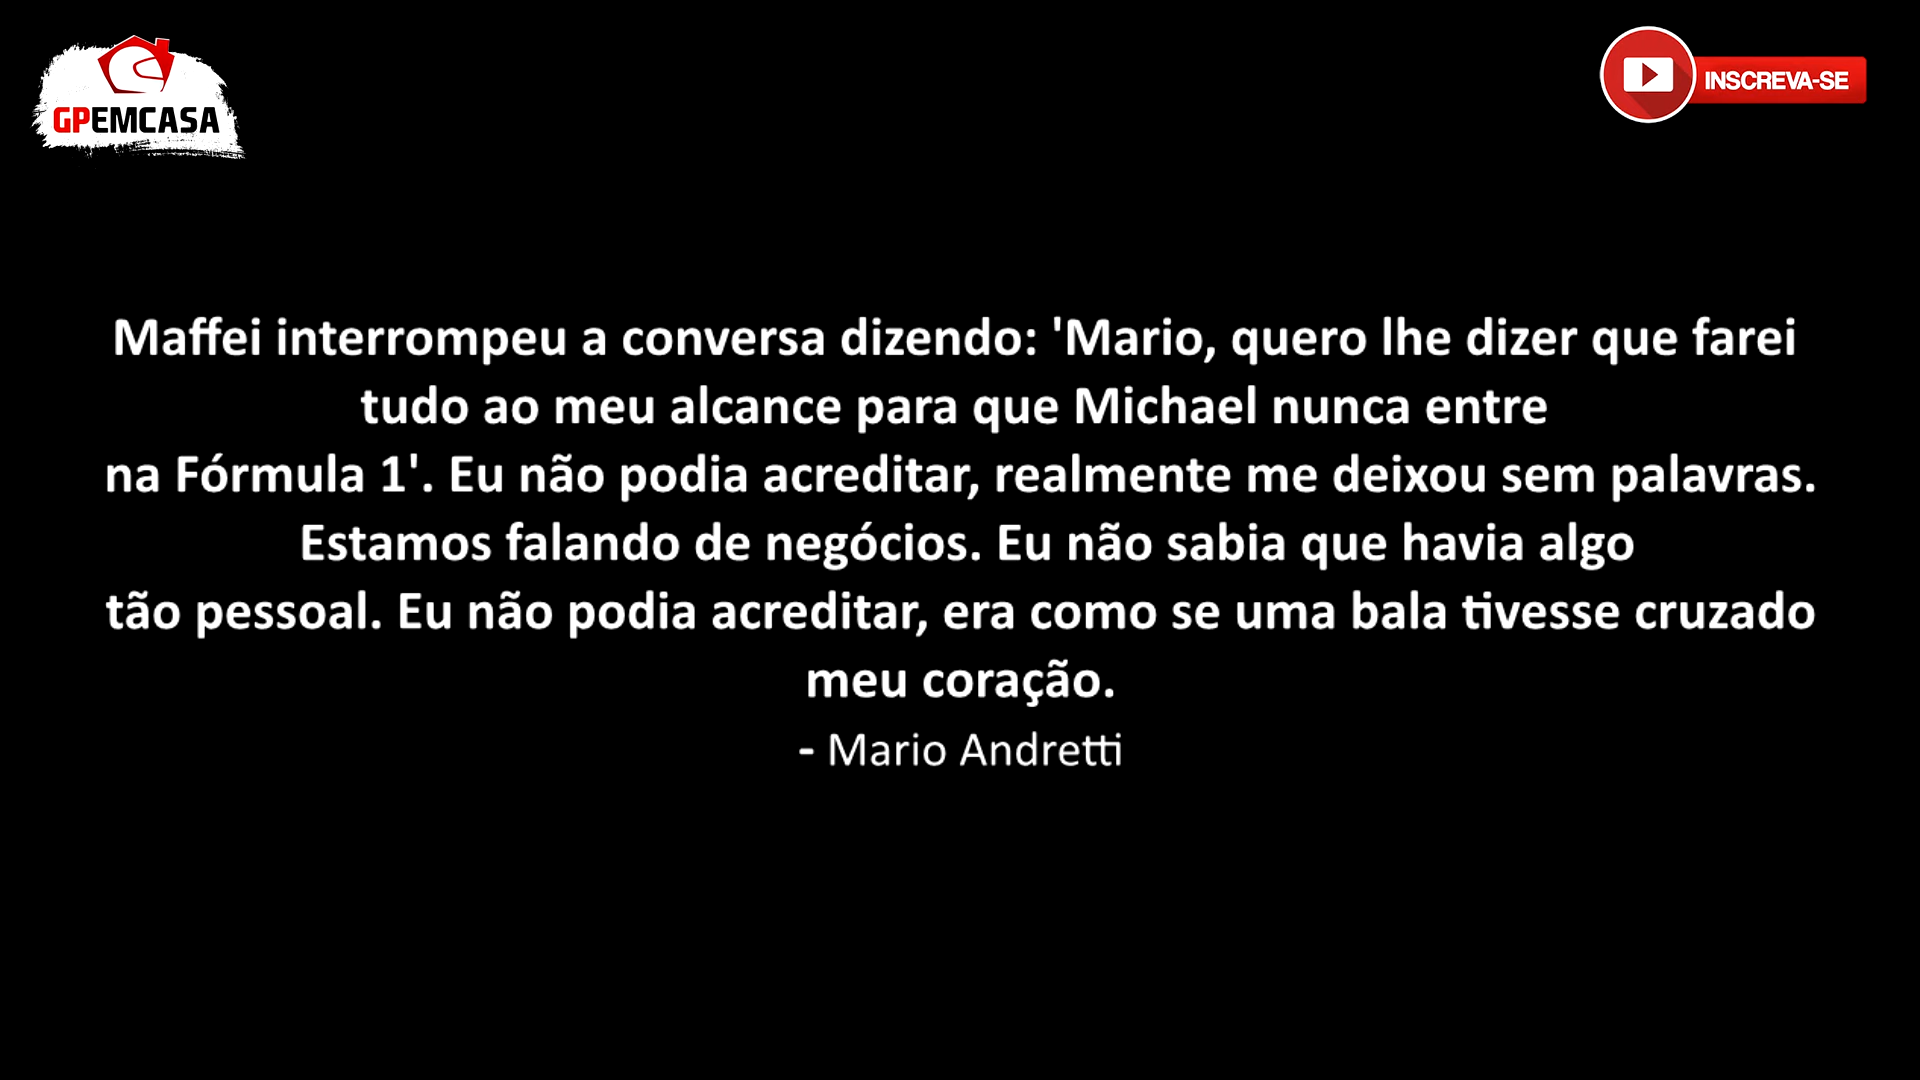 GPEMCASA
INSCREVA-SE
Maffei interrompeu a conversa dizendo: 'Mario, quero lhe dizer que farei
tudo ao meu alcance para que Michael nunca entre
na Fórmula 1'. Eu não podia acreditar, realmente me deixou sem palavras.
Estamos falando de negócios. Eu não sabia que havia algo
tão pessoal. Eu não podia acreditar, era como se uma bala tivesse cruzado
meu coração.
- Mario Andretti